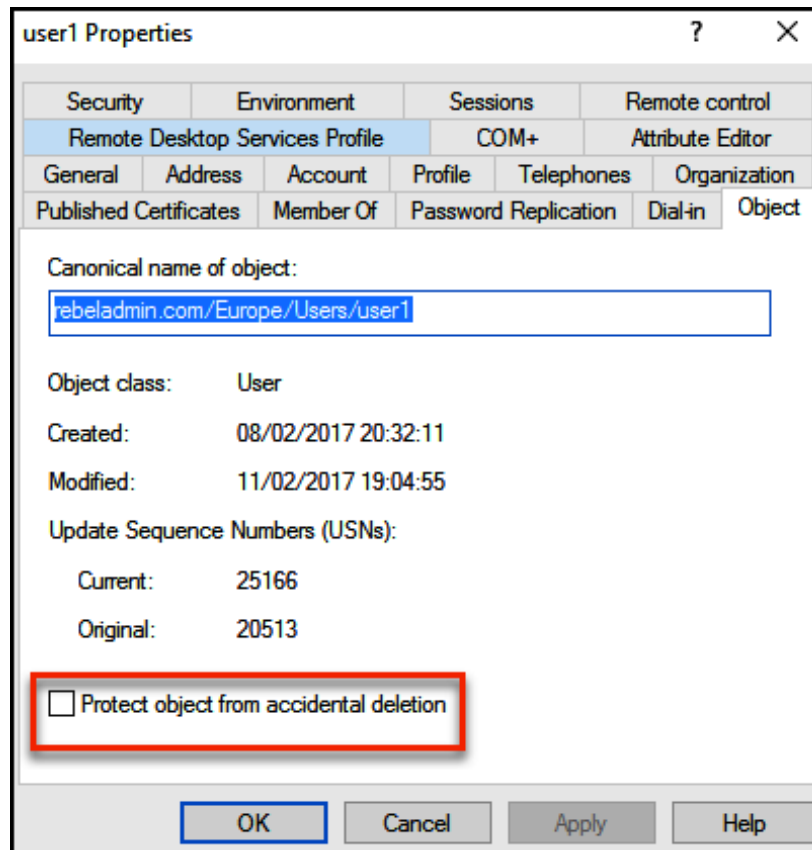 user1 Properties ?
Security Environment Sessions Remote control
Remote Desktop Services Profile COM+ Attribute Editor
General Address Account Profile Telephones Organization
Published Certificates Member Of Password Replication Dial-in Object
Canonical name of object:
rebeladmin.com/Europe/Users/user1
Object class: User
Created: 08/02/2017 20:32:11
Modified: 11/02/2017 19:04:55
Update Sequence Numbers (USNs):
Current: 25166
Original: 20513
Protect object from accidental deletion
OK Cancel Apply Help